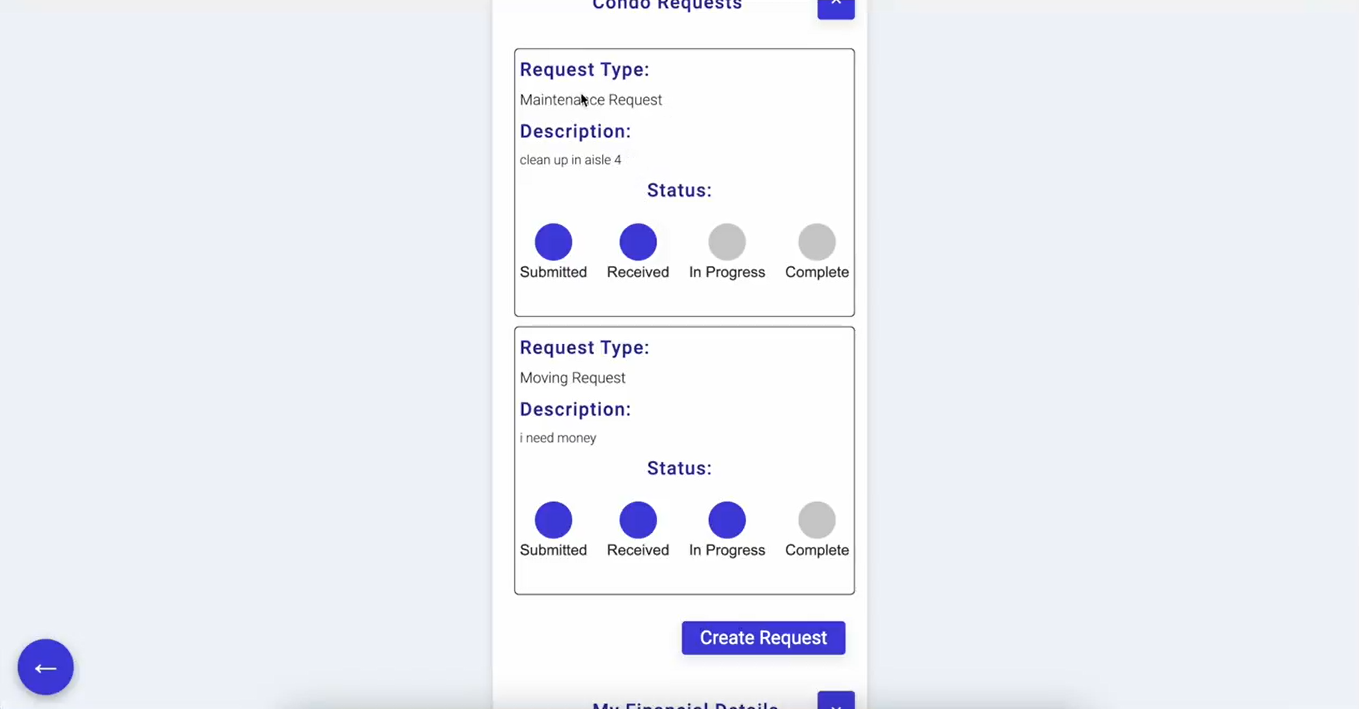 Condo Requests
Request Type:
Maintenance Request
Description:
clean up in aisle 4
Status:
Submitted Received In Progress Complete
Request Type:
Moving Request
Description:
i need money
Status:
Submitted Received In Progress Complete
Create Request
My Financial Details